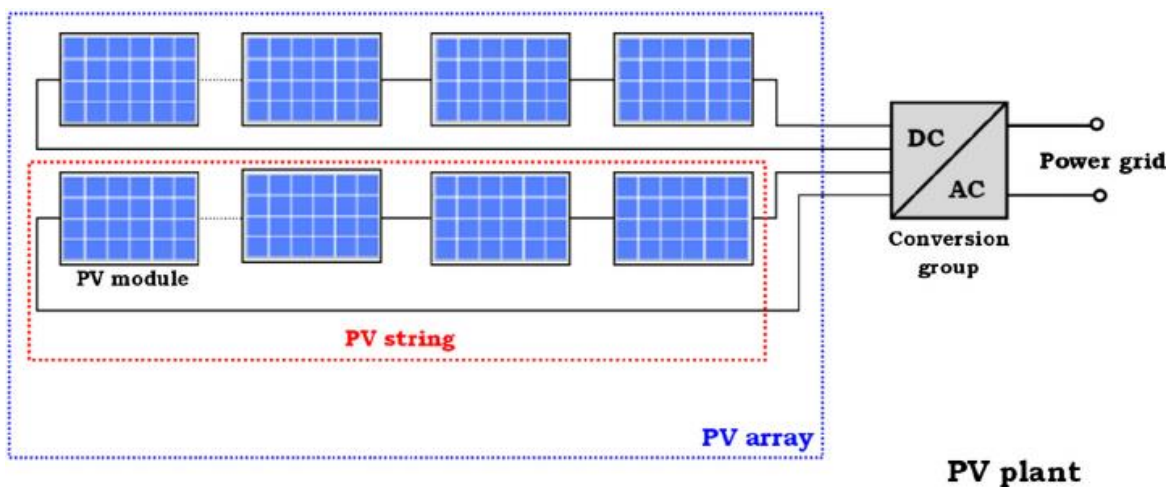 DC
AC
Power grid
Conversion
group
PV module
PV string
PV array
PV plant